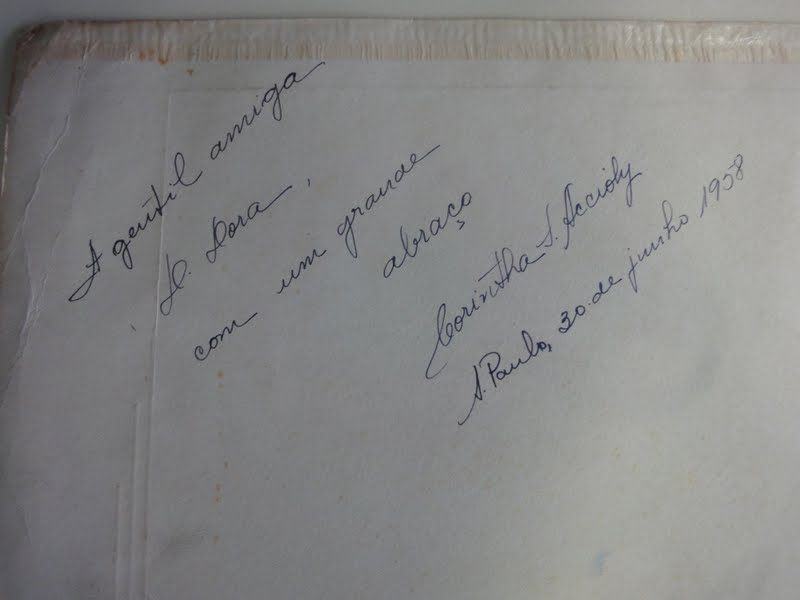 A gentil amiga
D. Dora,
com um grande
abraço
Corintha S. Accioly
S. Paulo, 30 de junho 1958